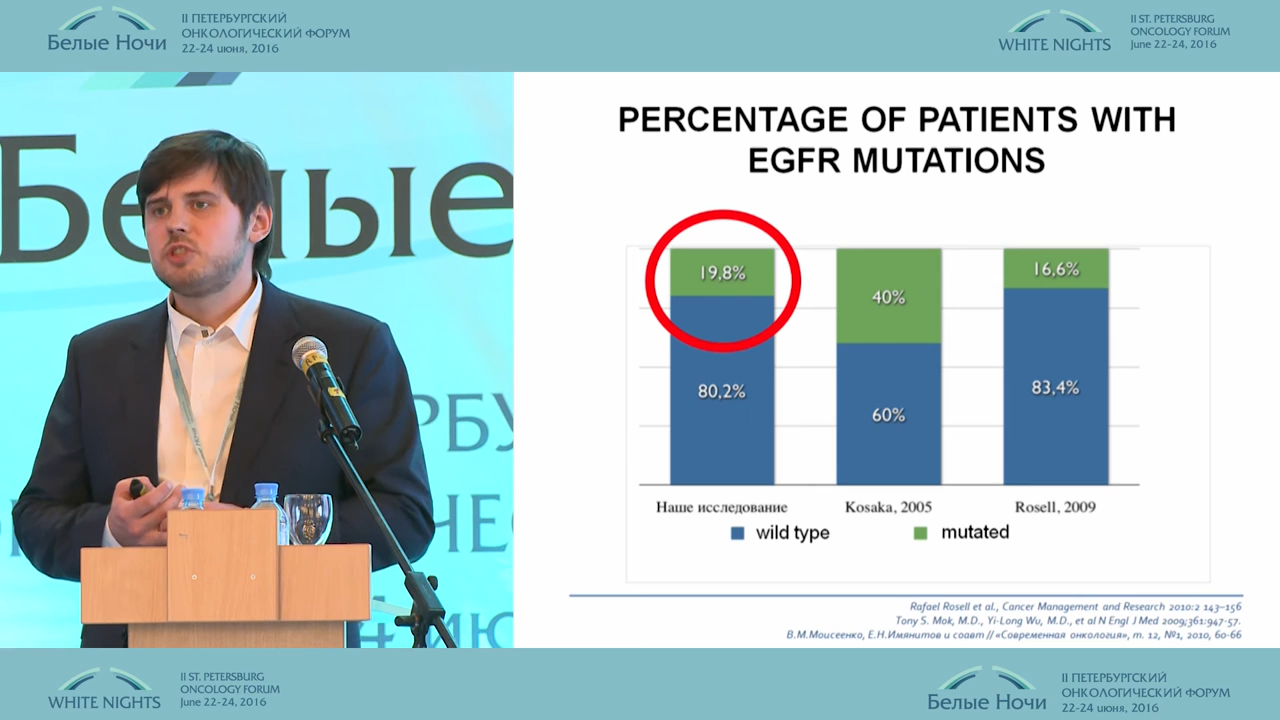 Белые Ночи
II ПЕТЕРБУРГСКИЙ
ОНКОЛОГИЧЕСКИЙ ФОРУМ
22-24 июня, 2016
WHITE NIGHTS
II ST. PETERSBURG
ONCOLOGY FORUM
June 22-24, 2016
Белые
PERCENTAGE OF PATIENTS WITH
EGFR MUTATIONS
19,8%
40%
16,6%
80,2%
60%
83,4%
Наше исследование
Kosaka, 2005
Rosell, 2009
wild type
mutated
Rafael Rosell et al., Cancer Management and Research 2010:2 143–156
Tony S. Mok, M.D., Yi-Long Wu, M.D., et al N Engl J Med 2009;361:947-57.
В.М.Моисеенко, Е.Н.Имянитов и соавт // «Современная онкология», т. 12, №1, 2010, 60-66
WHITE NIGHTS
II ST. PETERSBURG
ONCOLOGY FORUM
June 22-24, 2016
Белые Ночи
II ПЕТЕРБУРГСКИЙ
ОНКОЛОГИЧЕСКИЙ ФОРУМ
22-24 июня, 2016